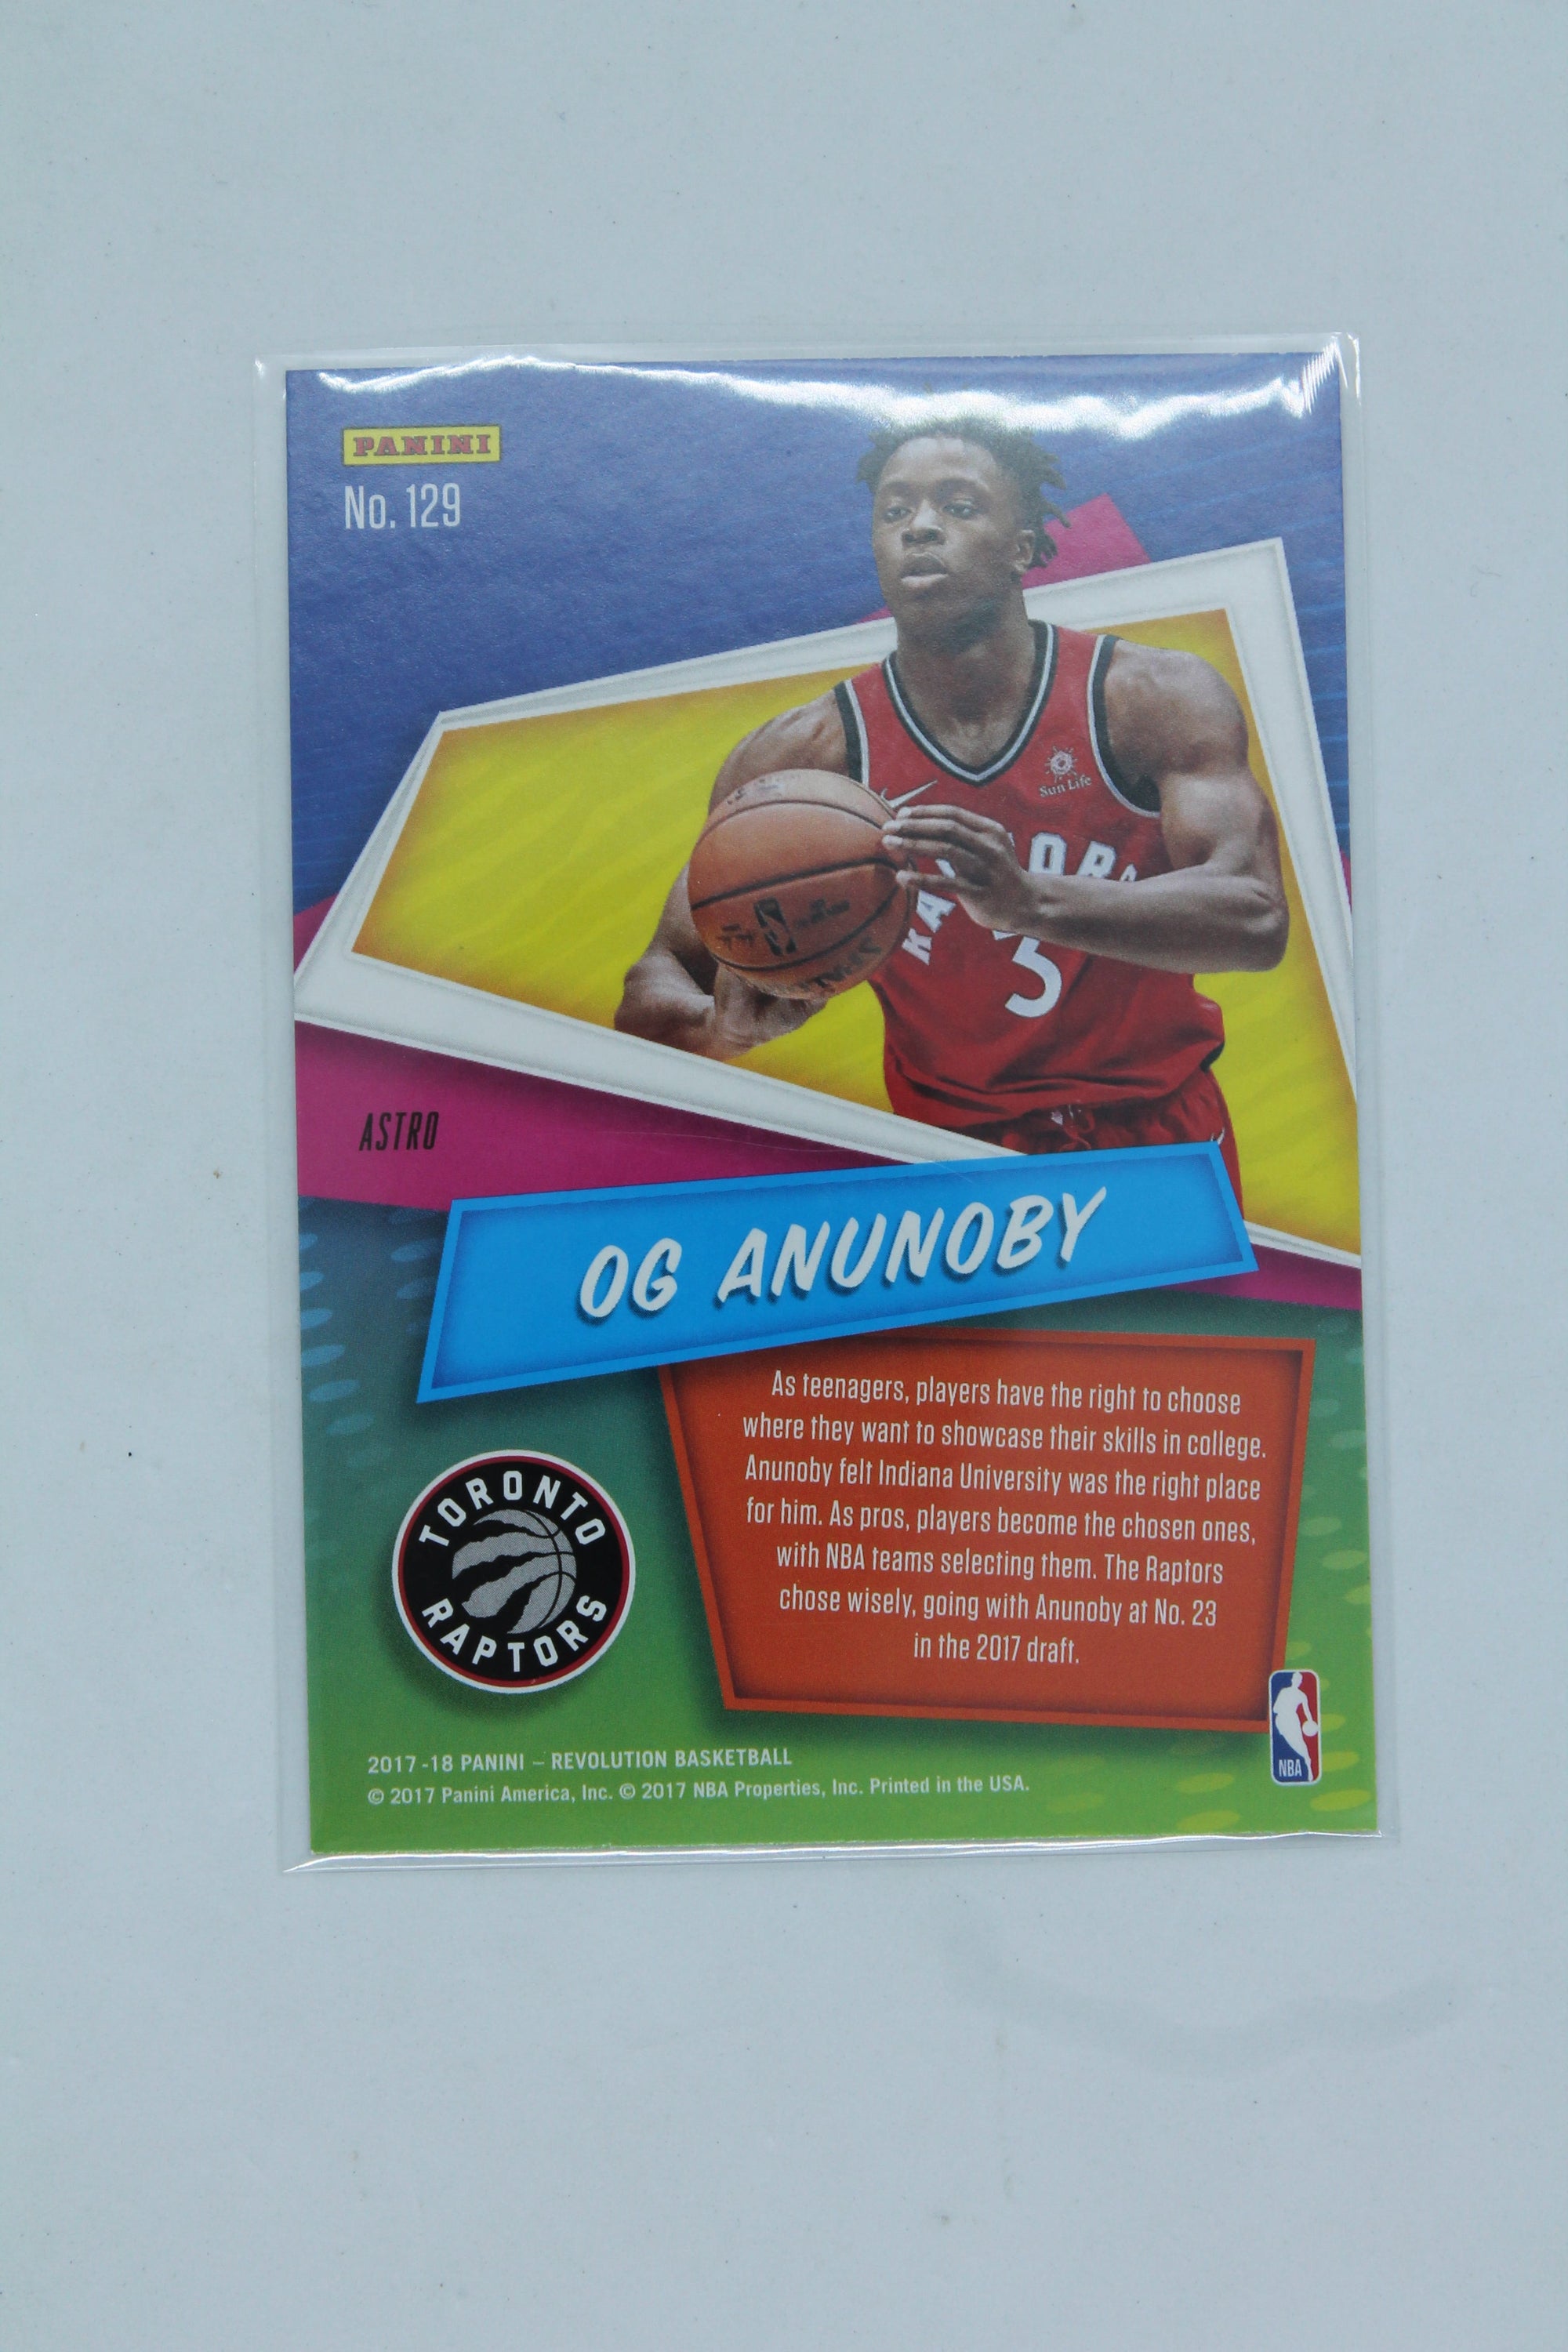 PANINI
No. 129
Sun Life
3
ASTRO
OG ANUNOBY
As teenagers, players have the right to choose
where they want to showcase their skills in college.
Anunoby felt Indiana University was the right place
for him. As pros, players become the chosen ones,
with NBA teams selecting them. The Raptors
chose wisely, going with Anunoby at No. 23
in the 2017 draft.
TORONTO
RAPTORS
NBA
2017-18 PANINI – REVOLUTION BASKETBALL
© 2017 Panini America, Inc. © 2017 NBA Properties, Inc. Printed in the USA.